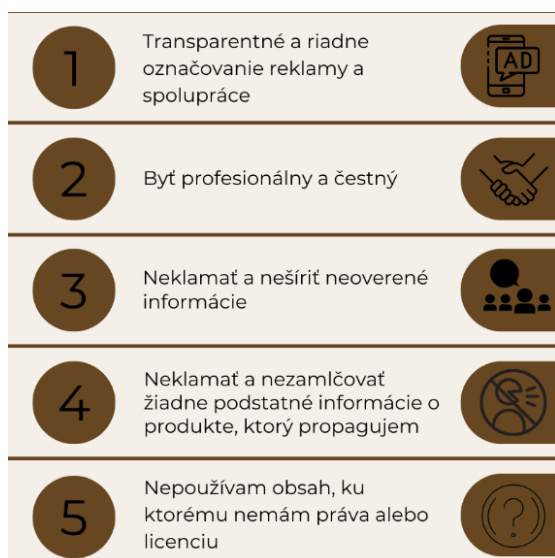 1
Transparentné a riadne
označovanie reklamy a
spolupráce
AD
2
Byť profesionálny a čestný
3
Neklamať a nešíriť neoverené
informácie
4
Neklamať a nezamlčovať
žiadne podstatné informácie o
produkte, ktorý propagujem
5
Nepoužívam obsah, ku
ktorému nemám práva alebo
licenciu
?